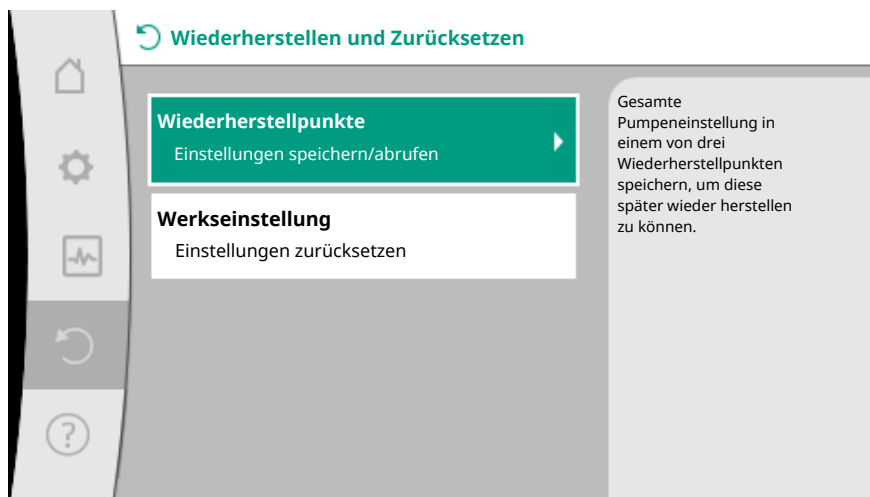 Wiederherstellen und Zurücksetzen
Wiederherstellpunkte
Einstellungen speichern/abrufen
Werkseinstellung
Einstellungen zurücksetzen
Gesamte
Pumpeneinstellung in
einem von drei
Wiederherstellpunkten
speichern, um diese
später wieder herstellen
zu können.
?